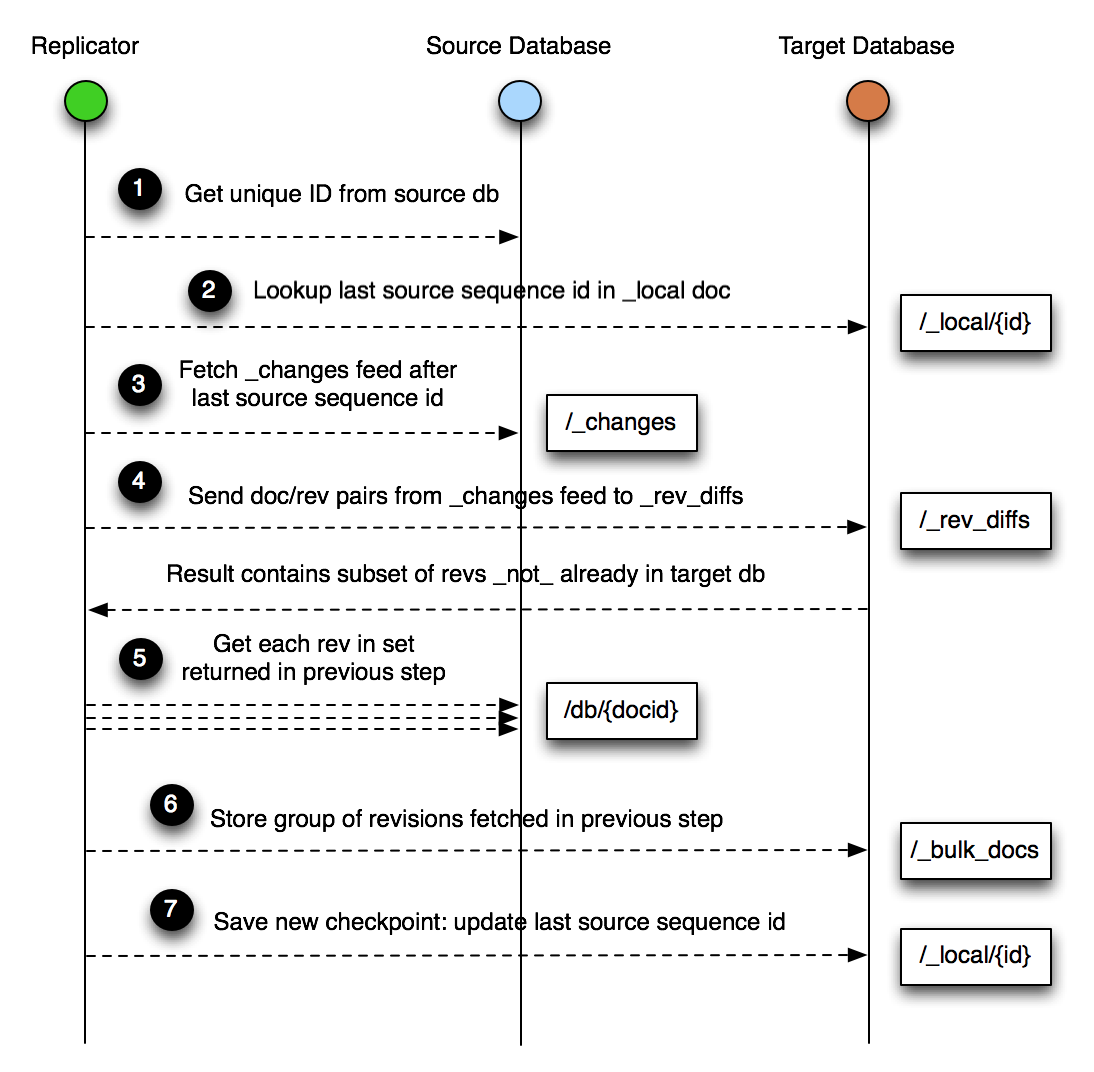 Replicator
Source Database
Target Database
1
Get unique ID from source db
2
Lookup last source sequence id in _local doc
/_local/{id}
3
Fetch _changes feed after
last source sequence id
/_changes
4
Send doc/rev pairs from _changes feed to _rev_diffs
/_rev_diffs
Result contains subset of revs _not_ already in target db
5
Get each rev in set
returned in previous step
/db/{docid}
6
Store group of revisions fetched in previous step
/_bulk_docs
7
Save new checkpoint: update last source sequence id
/_local/{id}